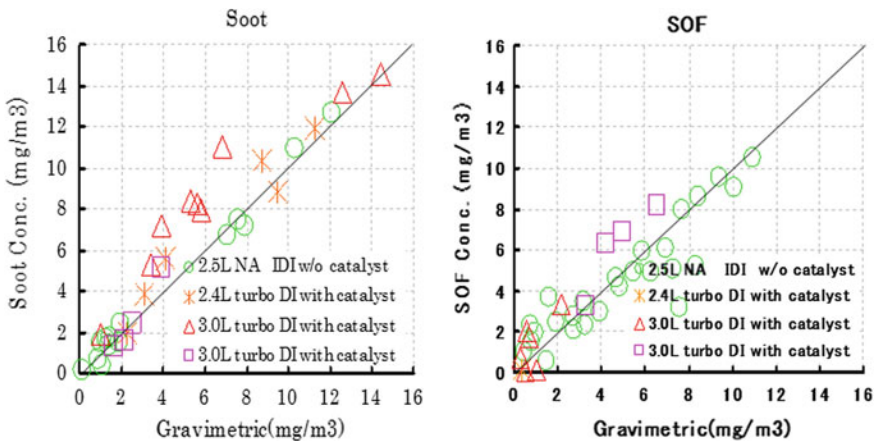 Soot
16
14
12
10
8
6
4
2
0
0 2 4 6 8 10 12 14 16
Soot Conc. (mg/m3)
Gravimetric(mg/m3)
2.5L NA IDI w/o catalyst
2.4L turbo DI with catalyst
3.0L turbo DI with catalyst
3.0L turbo DI with catalyst
SOF
16
14
12
10
8
6
4
2
0
0 2 4 6 8 10 12 14 16
SOF Conc. (mg/m3)
Gravimetric(mg/m3)
2.5L NA IDI w/o catalyst
2.4L turbo DI with catalyst
3.0L turbo DI with catalyst
3.0L turbo DI with catalyst